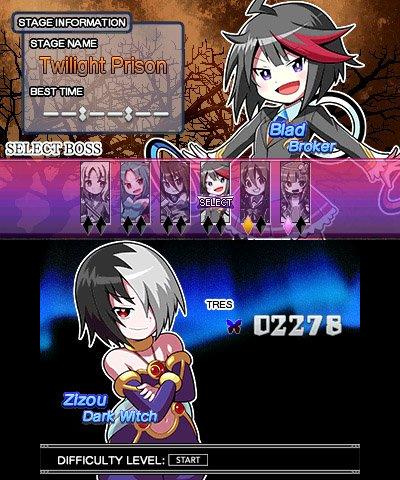 STAGE INFORMATION
STAGE NAME
Twilight Prison
BEST TIME
--:--:--
Blad
Broker
SELECT BOSS
SELECT
TRES
02278
Zizou
Dark Witch
DIFFICULTY LEVEL: START